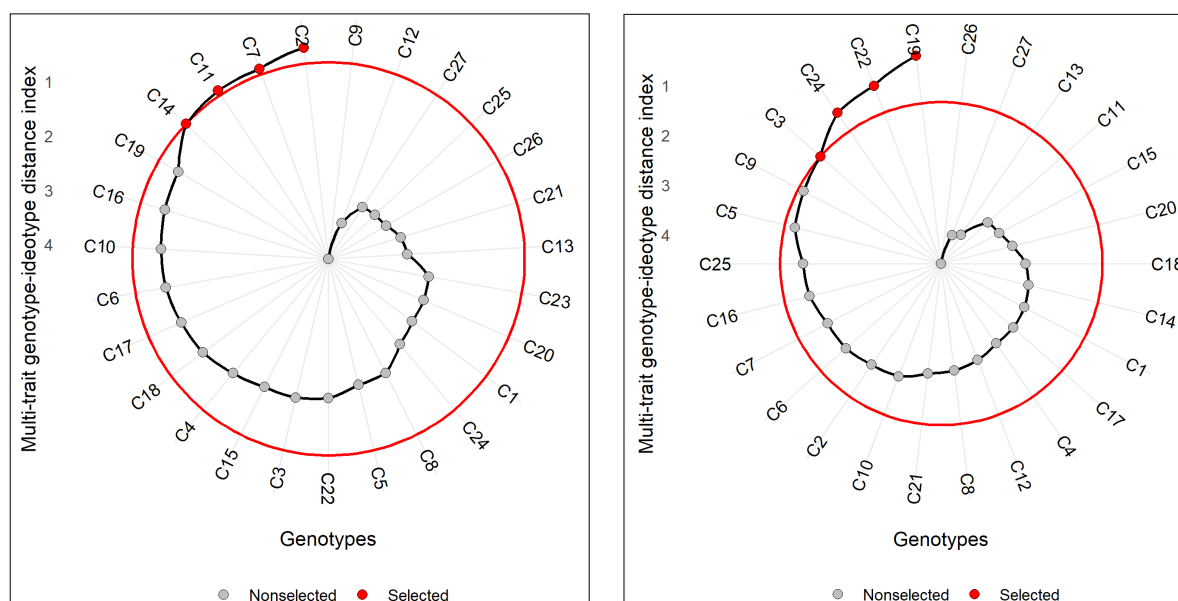 Multi-trait genotype-ideotype distance index
1
2
3
4
C2
C9
C12
C27
C25
C26
C21
C13
C23
C20
C1
C24
C8
C5
C22
C3
C15
C4
C18
C17
C6
C10
C16
C19
C14
C11
C7
Genotypes
Nonselected
Selected
Multi-trait genotype-ideotype distance index
1
2
3
4
C19
C26
C27
C13
C11
C15
C20
C18
C14
C1
C17
C4
C12
C8
C21
C10
C2
C6
C7
C16
C25
C5
C9
C3
C24
C22
Genotypes
Nonselected
Selected